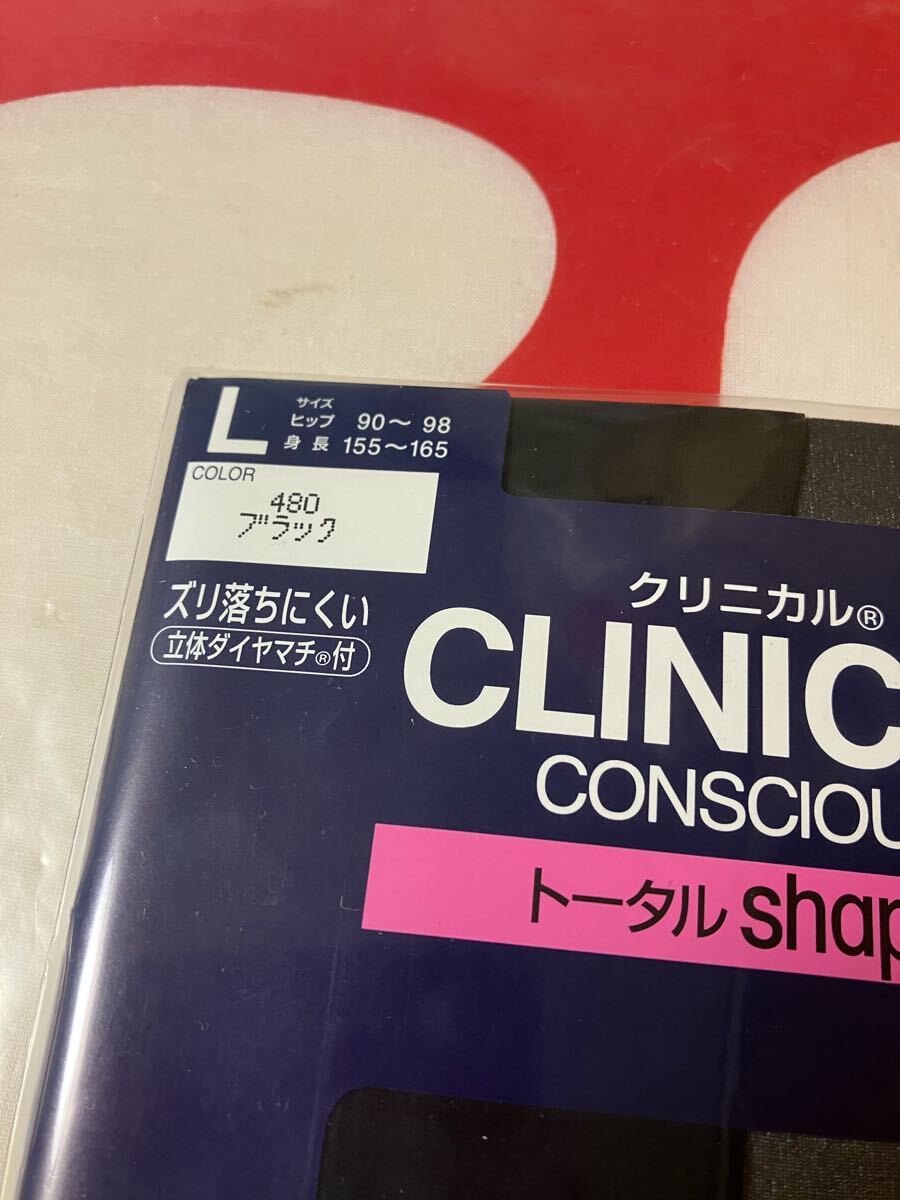 L
サイズ
ヒップ 90～98
身長 155～165
COLOR
480
ブラック
ズリ落ちにくい
立体ダイヤマチ®付
クリニカル®
CLINIC
CONSCIOU
トータル shap